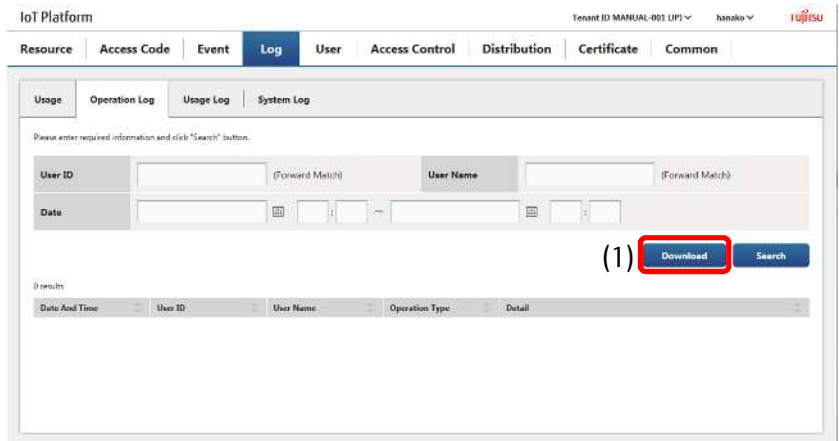 IoT Platform Tenant ID MANUAL-001 (JP) hanako FUJITSU
Resource Access Code Event Log User Access Control Distribution Certificate Common
Usage Operation Log Usage Log System Log
Please enter required information and click "Search" button.
User ID (Forward Match) User Name (Forward Match)
Date : ~ :
(1) Download Search
0 results
Date And Time User ID User Name Operation Type Detail